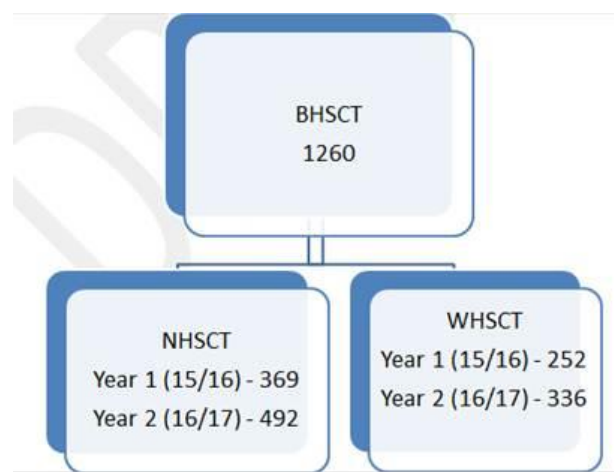 BHSCT
1260
NHSCT
Year 1 (15/16) - 369
Year 2 (16/17) - 492
WHSCT
Year 1 (15/16) - 252
Year 2 (16/17) - 336